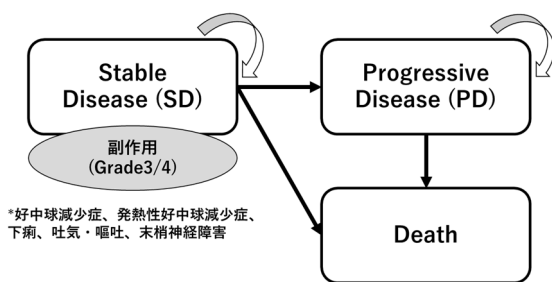 Stable
Disease (SD)
Progressive
Disease (PD)
副作用
(Grade3/4)
*好中球減少症、発熱性好中球減少症、
下痢、吐気・嘔吐、末梢神経障害
Death